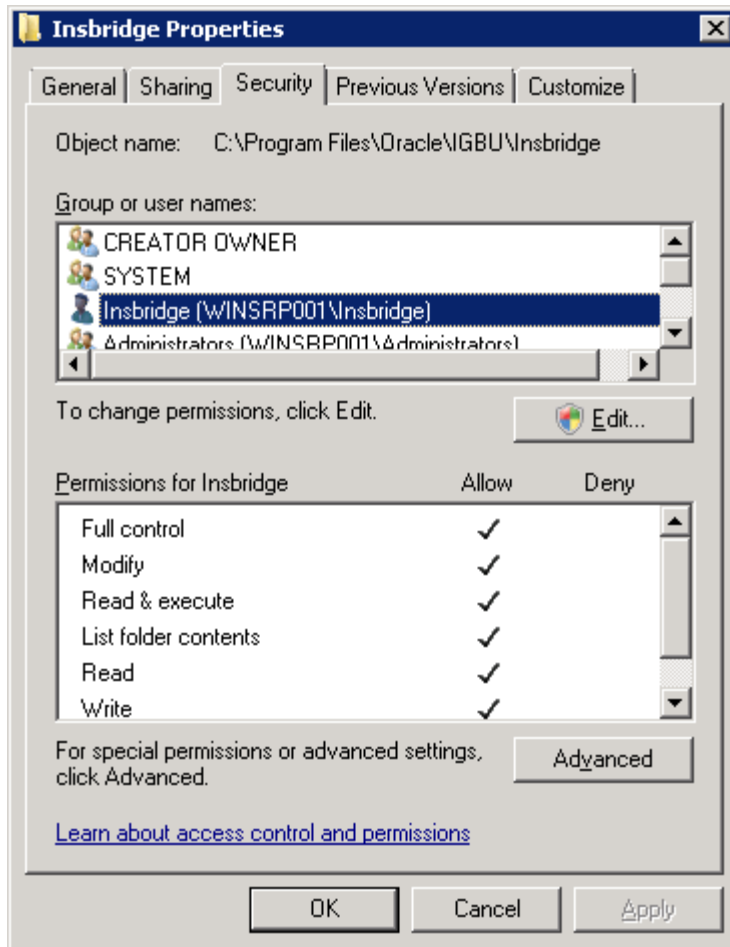 Insbridge Properties
General Sharing Security Previous Versions Customize
Object name: C:\Program Files\Oracle\IGBU\Insbridge
Group or user names:
CREATOR OWNER
SYSTEM
Insbridge (WINSRP001\Insbridge)
Administrators (WINSRP001\Administrators)
To change permissions, click Edit.
Edit...
Permissions for Insbridge Allow Deny
Full control
Modify
Read & execute
List folder contents
Read
Write
For special permissions or advanced settings,
click Advanced.
Advanced
Learn about access control and permissions
OK Cancel Apply